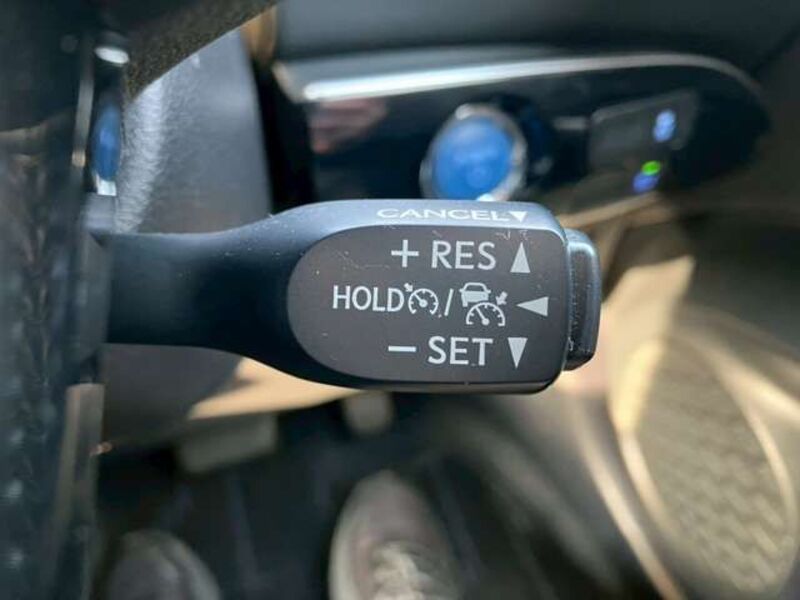 CANCEL
+ RES
HOLD /
− SET